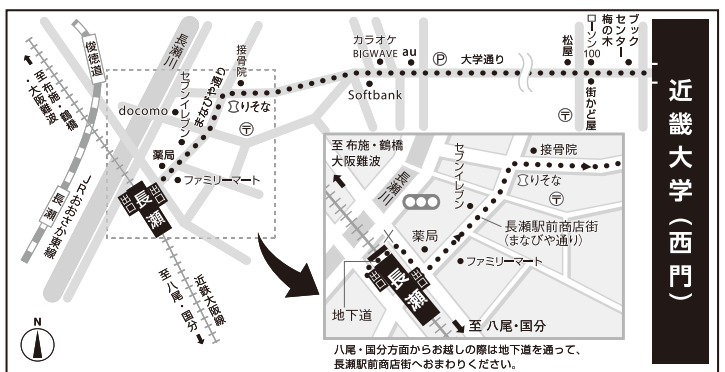 俊徳道
至 布施・鶴橋
・大阪難波
JRおおさか東線
長瀬
長瀬川
接骨院
まなびや通り
りそな
docomo
セブンイレブン
薬局
ファミリーマート
出口
長瀬
出口
近鉄大阪線
至 八尾・国分
N
カラオケ
BIGWAVE
au
Softbank
P
大学通り
松屋
ローソン100
梅の木
ブック
センター
街かど屋
近畿大学(西門)
至 布施・鶴橋
大阪難波
長瀬川
セブンイレブン
接骨院
りそな
長瀬駅前商店街
(まなびや通り)
薬局
ファミリーマート
出口
長瀬
出口
地下道
至 八尾・国分
八尾・国分方面からお越しの際は地下道を通って、
長瀬駅前商店街へおまわりください。